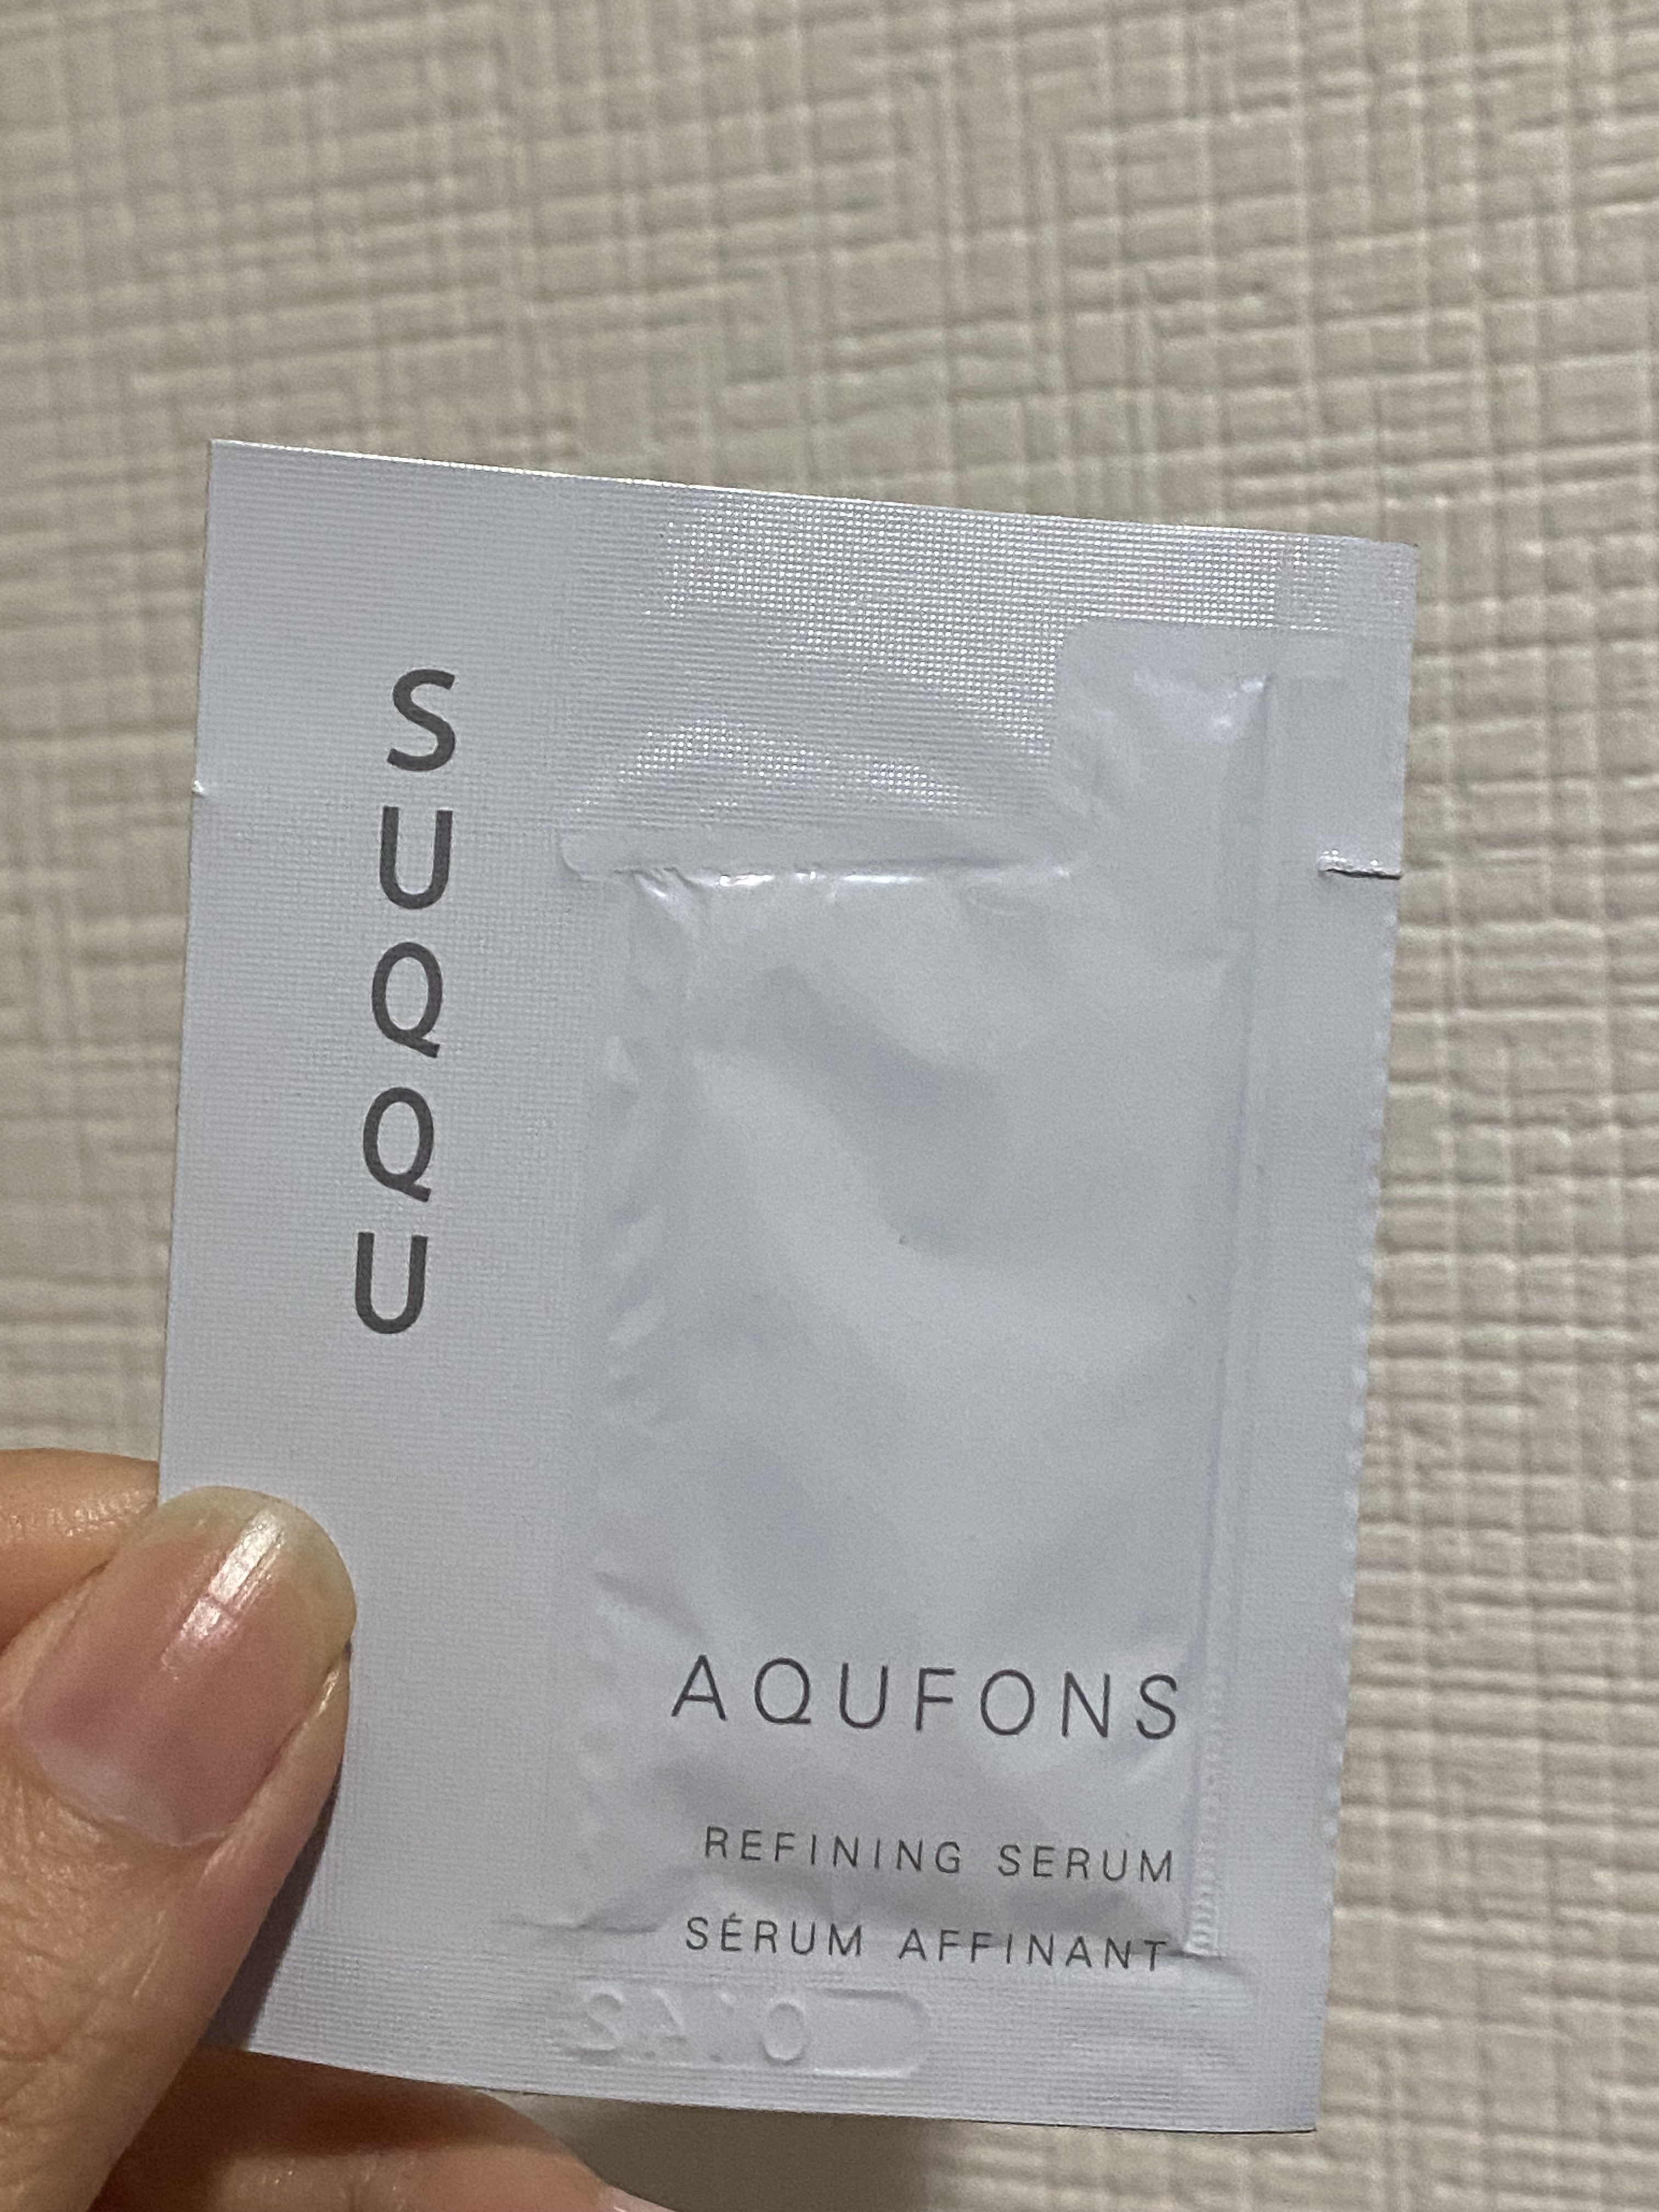 SUQQU
AQUFONS
REFINING SERUM
SÉRUM AFFINANT